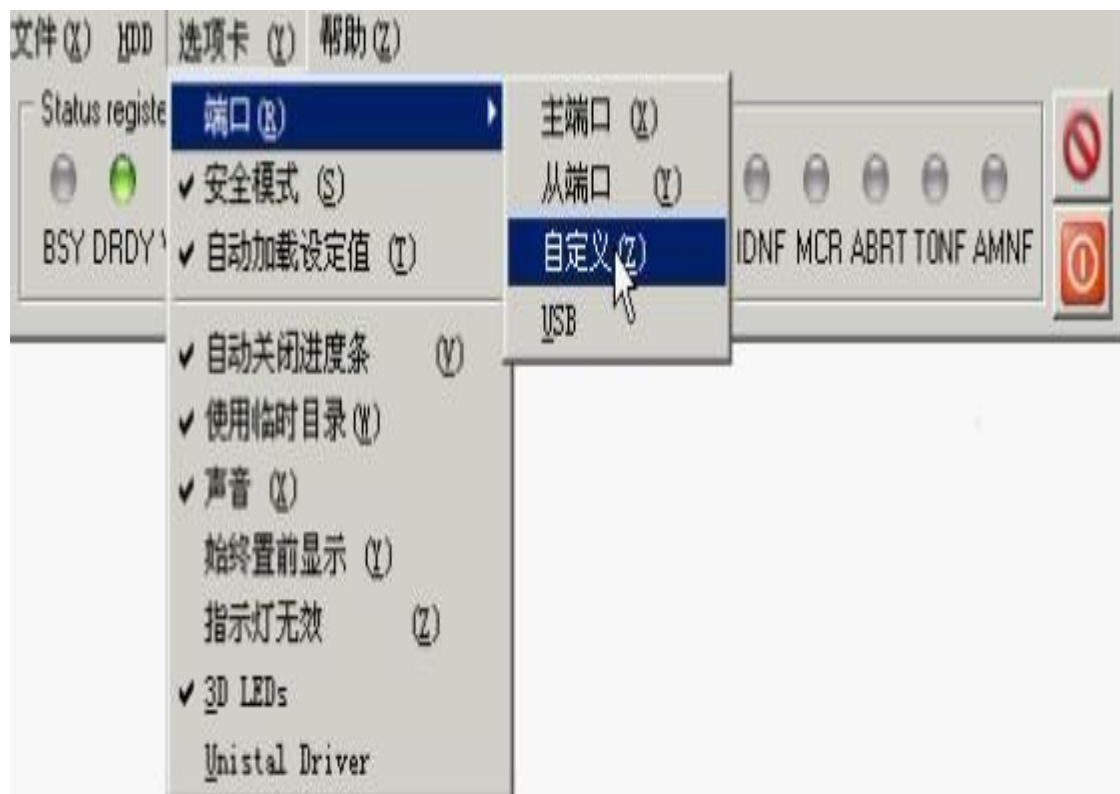 文件(X) HDD 选项卡 (Y) 帮助(Z)
Status registe
BSY DRDY
端口(R)
安全模式 (S)
自动加载设定值 (T)
自动关闭进度条 (V)
使用临时目录(W)
声音 (X)
始终置前显示 (Y)
指示灯无效 (Z)
3D LEDs
Unistal Driver
主端口 (X)
从端口 (Y)
自定义(Z)
USB
IDNF MCR ABRT TONF AMNF